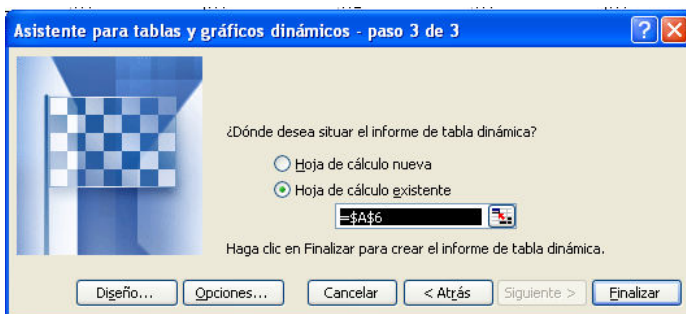 Asistente para tablas y gráficos dinámicos - paso 3 de 3
¿Dónde desea situar el informe de tabla dinámica?
Hoja de cálculo nueva
Hoja de cálculo existente
=$A$6
Haga clic en Finalizar para crear el informe de tabla dinámica.
Diseño... Opciones... Cancelar < Atrás Siguiente > Finalizar